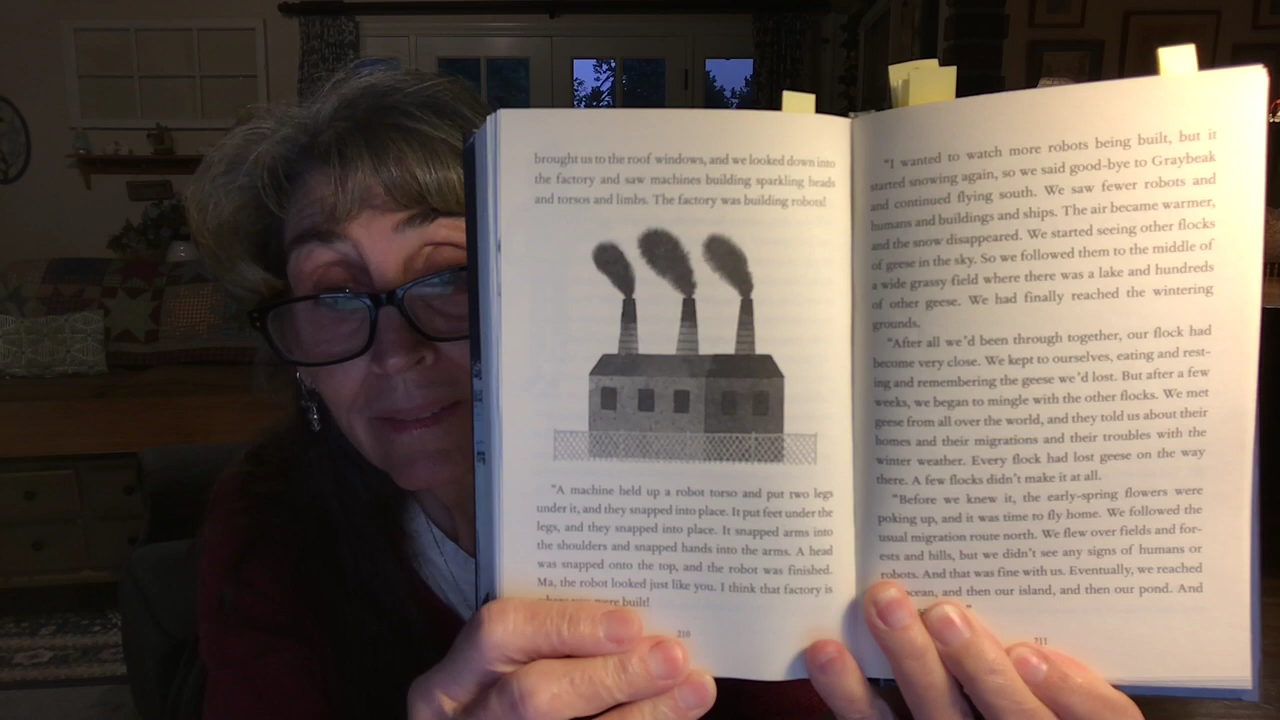 brought us to the roof windows, and we looked down into
the factory and saw machines building sparkling heads
and torsos and limbs. The factory was building robots!
"A machine held up a robot torso and put two legs
under it, and they snapped into place. It put feet under the
legs, and they snapped into place. It snapped arms into
the shoulders and snapped hands into the arms. A head
was snapped onto the top, and the robot was finished.
Ma, the robot looked just like you. I think that factory is
where you were built!
210
"I wanted to watch more robots being built, but it
started snowing again, so we said good-bye to Graybeak
and continued flying south. We saw fewer robots and
humans and buildings and ships. The air became warmer,
and the snow disappeared. We started seeing other flocks
of geese in the sky. So we followed them to the middle of
a wide grassy field where there was a lake and hundreds
of other geese. We had finally reached the wintering
grounds.
"After all we'd been through together, our flock had
become very close. We kept to ourselves, eating and rest-
ing and remembering the geese we'd lost. But after a few
weeks, we began to mingle with the other flocks. We met
geese from all over the world, and they told us about their
homes and their migrations and their troubles with the
winter weather. Every flock had lost geese on the way
there. A few flocks didn't make it at all.
"Before we knew it, the early-spring flowers were
poking up, and it was time to fly home. We followed the
usual migration route north. We flew over fields and for-
ests and hills, but we didn't see any signs of humans or
robots. And that was fine with us. Eventually, we reached
ocean, and then our island, and then our pond. And
211